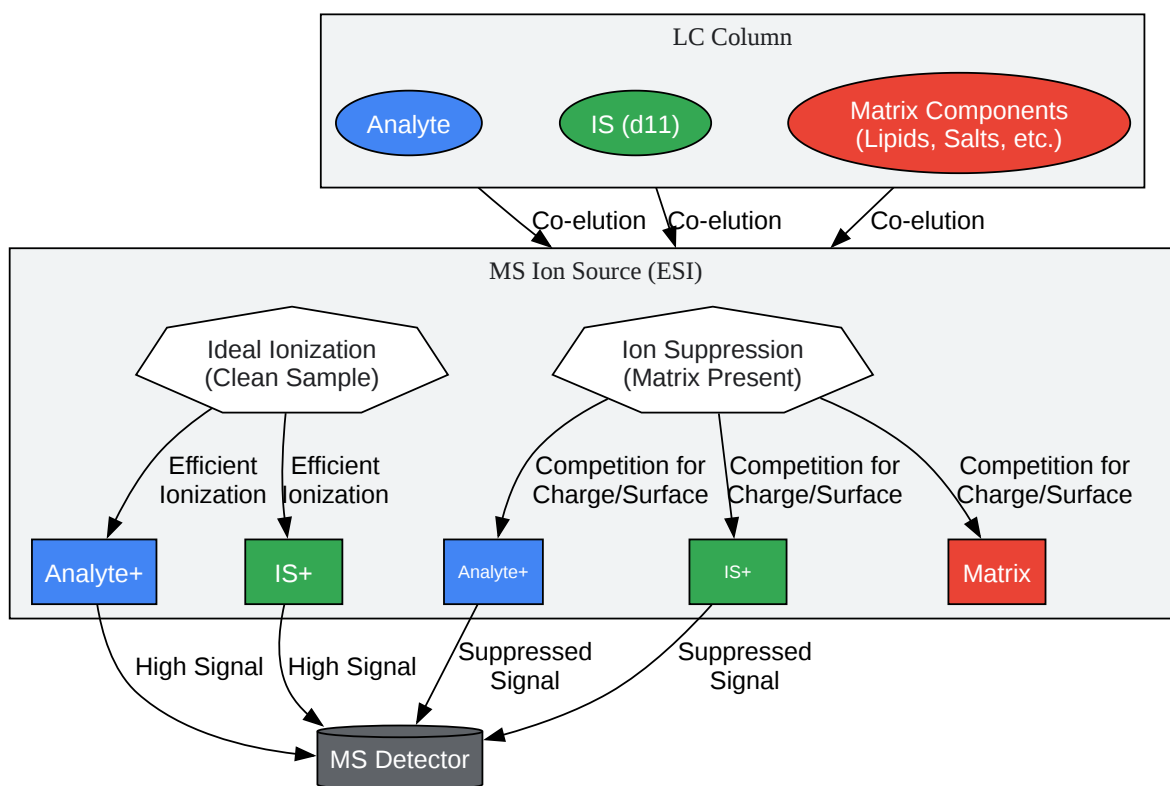 LC Column
Analyte
IS (d11)
Matrix Components
(Lipids, Salts, etc.)
Co-elution
Co-elution
Co-elution
MS Ion Source (ESI)
Ideal Ionization
(Clean Sample)
Ion Suppression
(Matrix Present)
Efficient
Ionization
Efficient
Ionization
Competition for
Charge/Surface
Competition for
Charge/Surface
Competition for
Charge/Surface
Analyte+
IS+
Analyte+
IS+
Matrix
High Signal
High Signal
Suppressed
Signal
Suppressed
Signal
MS Detector